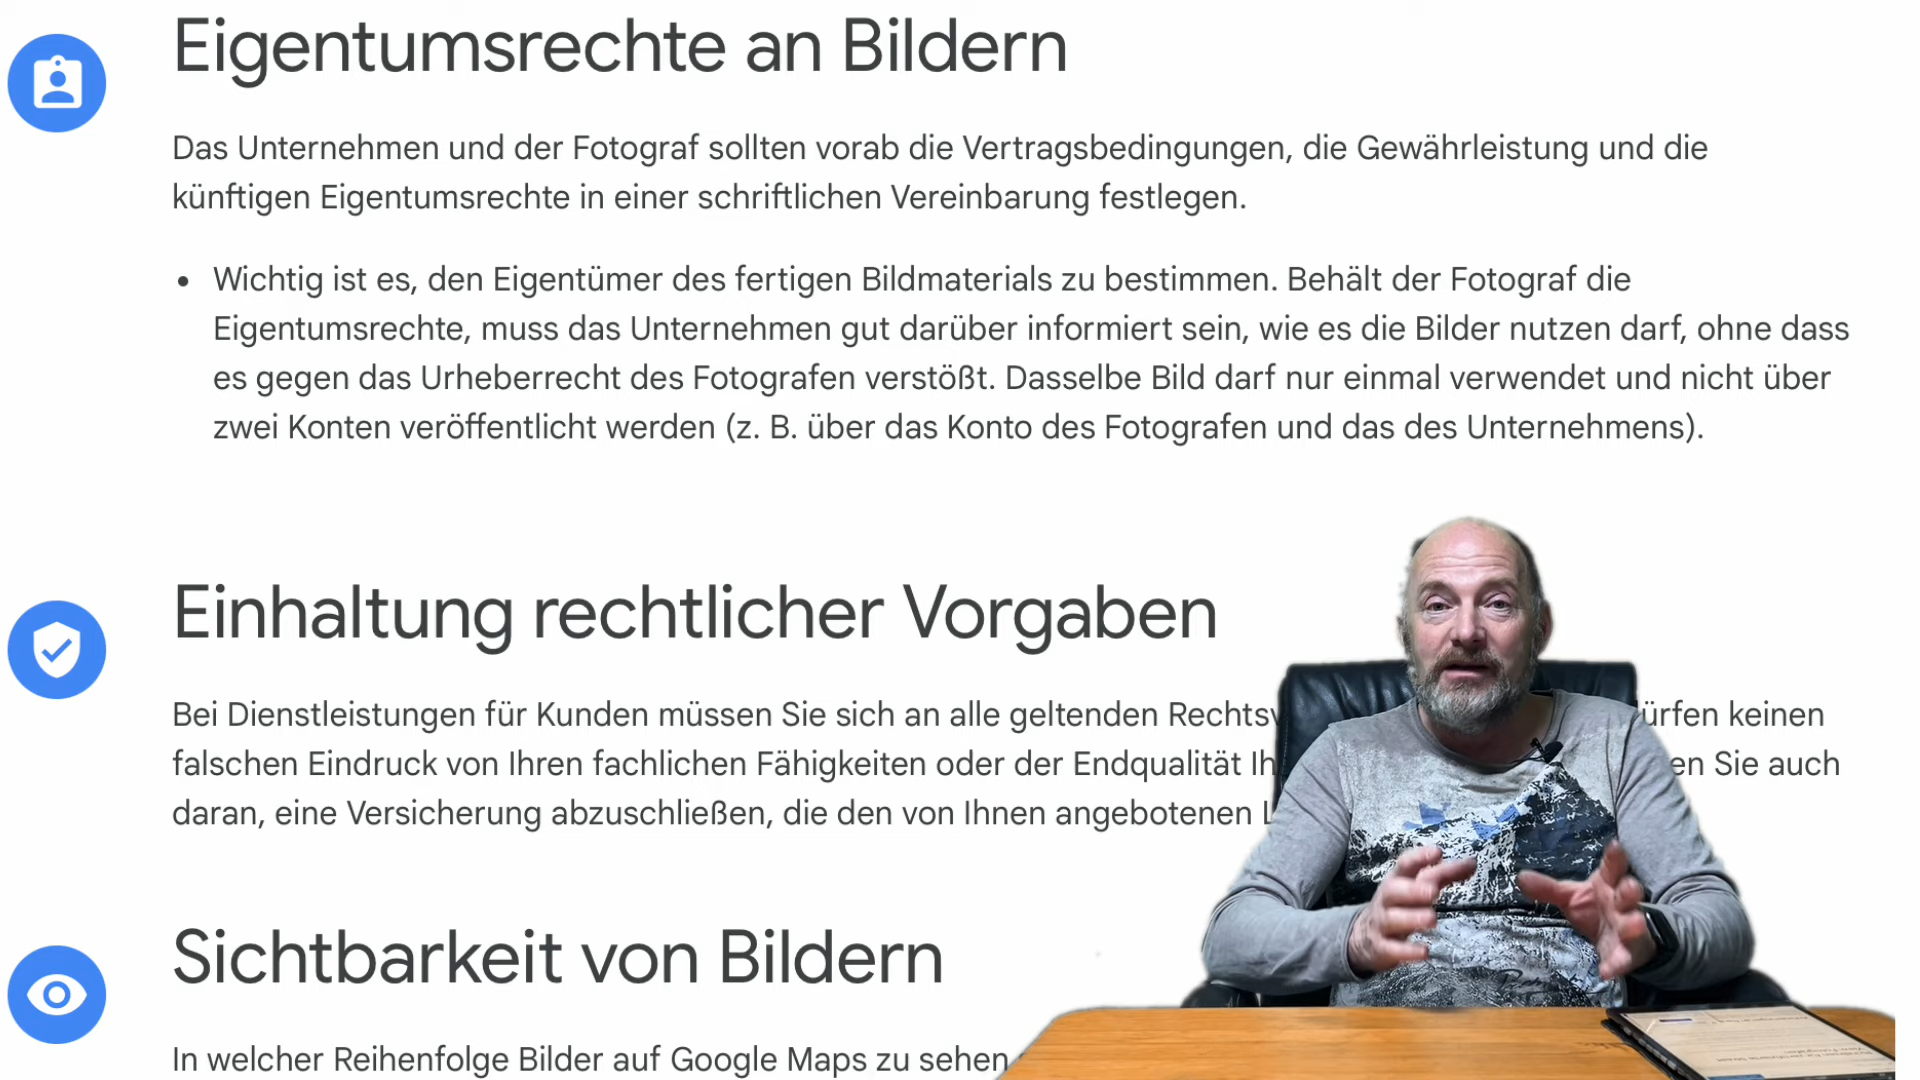 Eigentumsrechte an Bildern
Das Unternehmen und der Fotograf sollten vorab die Vertragsbedingungen, die Gewährleistung und die
künftigen Eigentumsrechte in einer schriftlichen Vereinbarung festlegen.
• Wichtig ist es, den Eigentümer des fertigen Bildmaterials zu bestimmen. Behält der Fotograf die
Eigentumsrechte, muss das Unternehmen gut darüber informiert sein, wie es die Bilder nutzen darf, ohne dass
es gegen das Urheberrecht des Fotografen verstößt. Dasselbe Bild darf nur einmal verwendet und nicht über
zwei Konten veröffentlicht werden (z. B. über das Konto des Fotografen und das des Unternehmens).
Einhaltung rechtlicher Vorgaben
Bei Dienstleistungen für Kunden müssen Sie sich an alle geltenden keinen
falschen Eindruck von Ihren fachlichen Fähigkeiten oder der Endqualität Sie auch
daran, eine Versicherung abzuschließen, die den von Ihnen angebotenen
Sichtbarkeit von Bildern
In welcher Reihenfolge Bilder auf Google Maps zu sehen